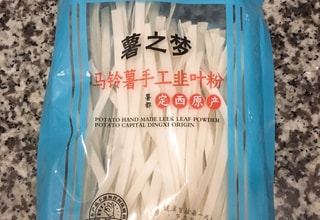 薯之梦
马铃薯手工韭叶粉
薯都
定西原产
POTATO HAND MADE LEEK LEAF POWDER
POTATO CAPITAL DINGXI ORIGIN